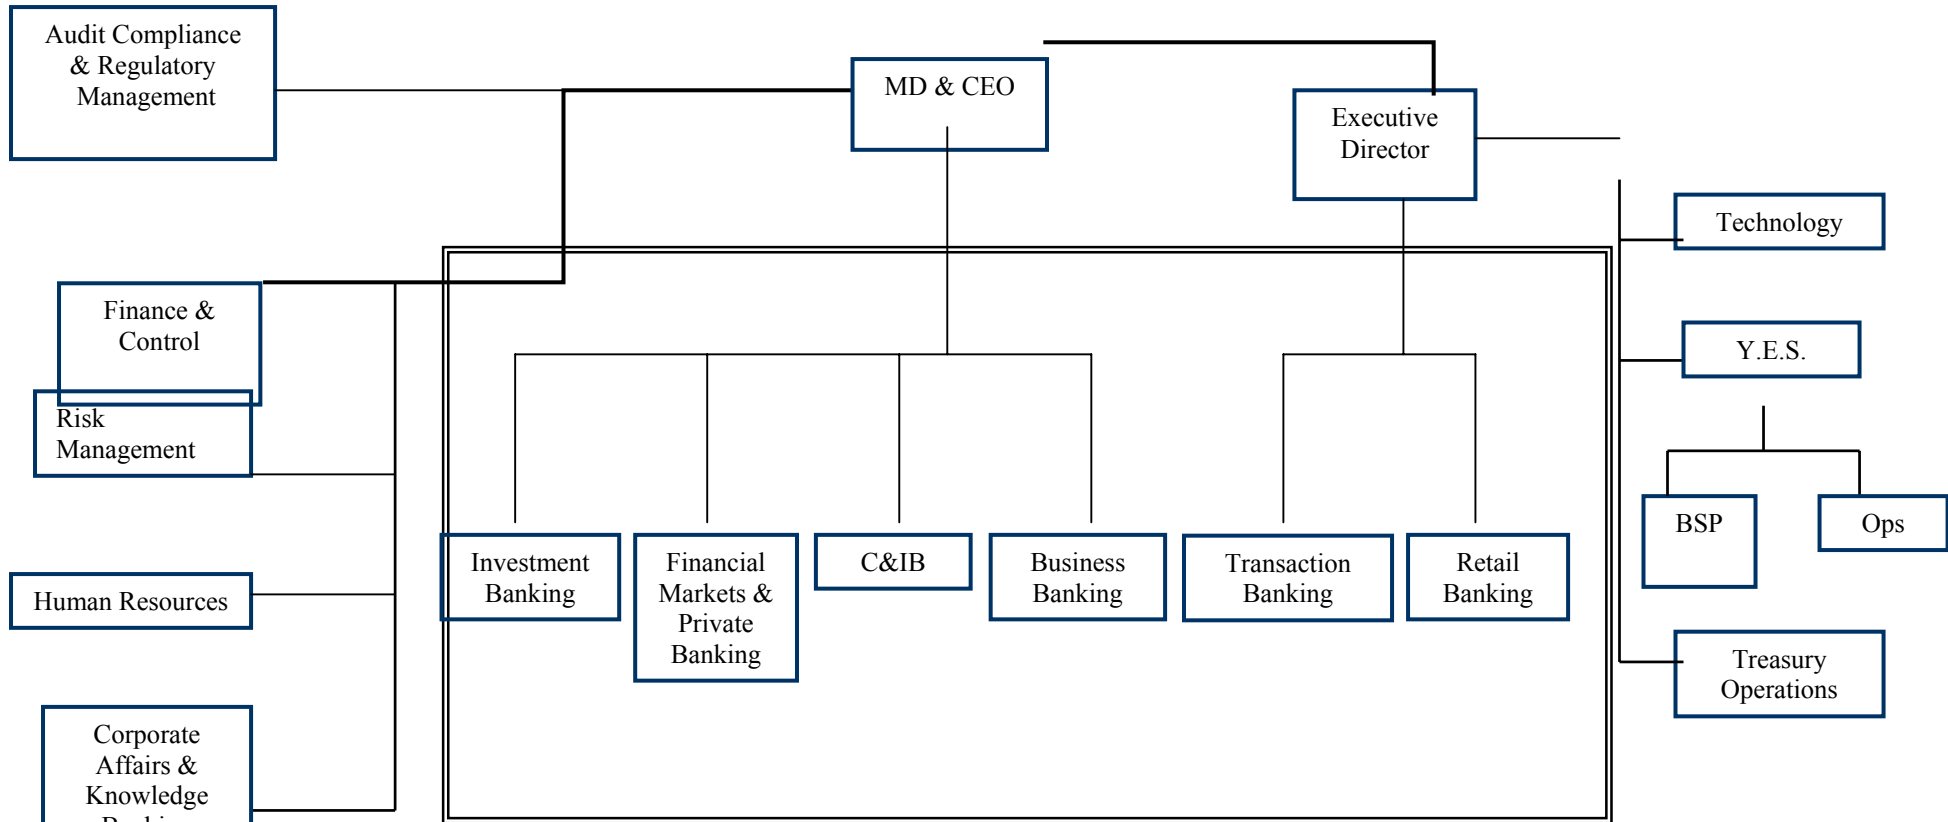 Audit Compliance
& Regulatory
Management
MD & CEO
Executive
Director
Technology
Finance &
Control
Y.E.S.
Risk
Management
BSP
Ops
Investment
Banking
Financial
Markets &
Private
Banking
C&IB
Business
Banking
Transaction
Banking
Retail
Banking
Human Resources
Treasury
Operations
Corporate
Affairs &
Knowledge